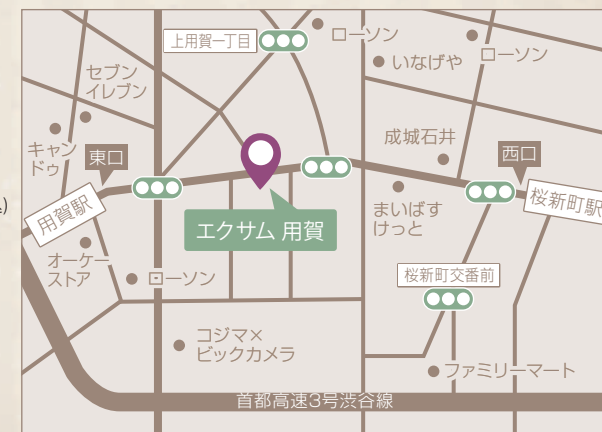 上用賀一丁目
ローソン
いなげや
ローソン
セブン
イレブン
キャン
ドゥ
東口
用賀駅
成城石井
西口
桜新町駅
まいばす
けっと
エクサム 用賀
オーケー
ストア
ローソン
桜新町交番前
コジマ×
ビックカメラ
ファミリーマート
首都高速3号渋谷線
)